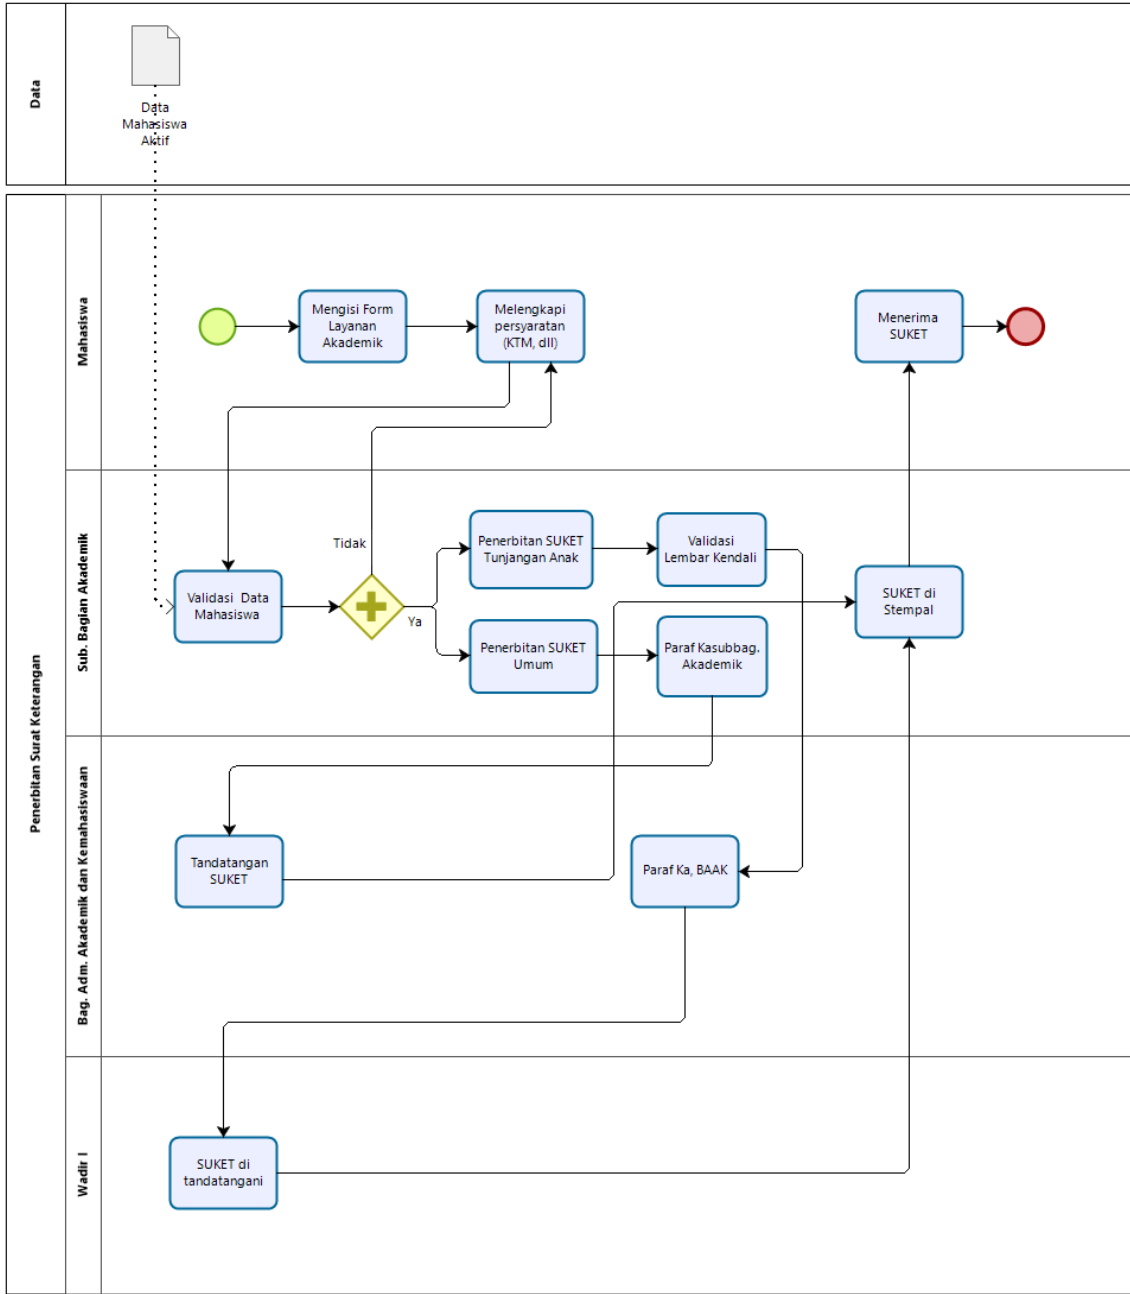 Data
Data
Mahasiswa
Aktif
Penerbitan Surat Keterangan
Mahasiswa
Mengisi Form
Layanan
Akademik
Melengkapi
persyaratan
(KTM, dll)
Menerima
SUKET
Sub. Bagian Akademik
Validasi Data
Mahasiswa
Tidak
Ya
Penerbitan SUKET
Tunjangan Anak
Validasi
Lembar Kendali
Penerbitan SUKET
Umum
Paraf Kasubbag.
Akademik
SUKET di
Stempal
Bag. Adm. Akademik dan Kemahasiswaan
Tandatangan
SUKET
Paraf Ka, BAAK
Wadir I
SUKET di
tandatangani